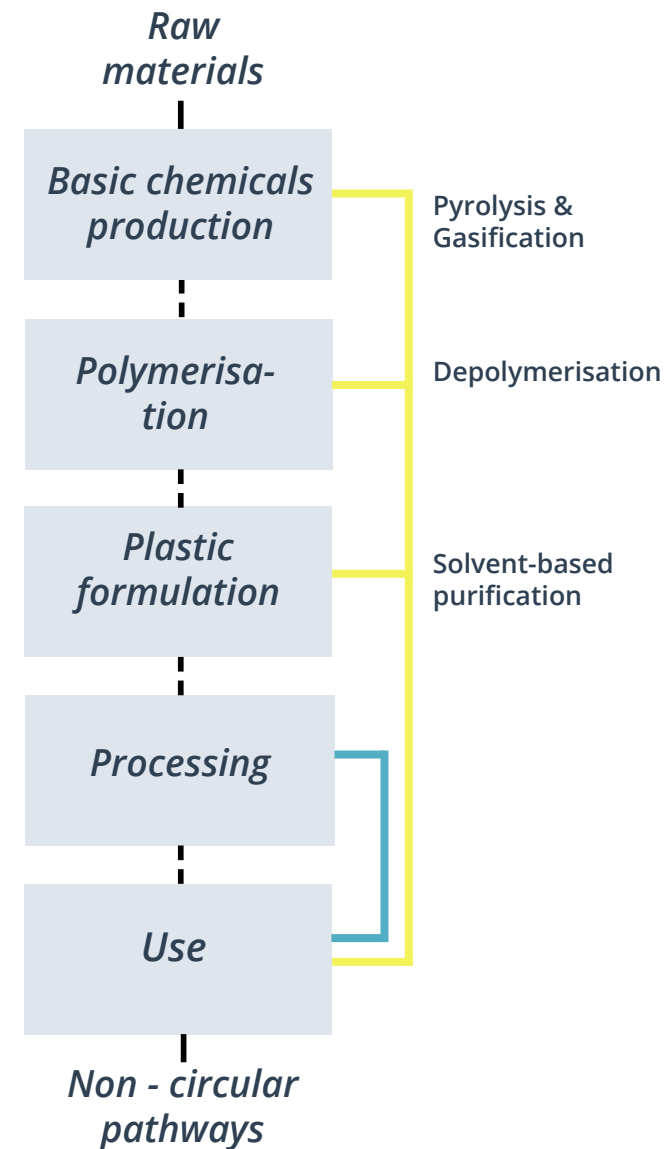 Raw
materials
Basic chemicals
production
Pyrolysis &
Gasification
Polymerisa-
tion
Depolymerisation
Plastic
formulation
Solvent-based
purification
Processing
Use
Non - circular
pathways